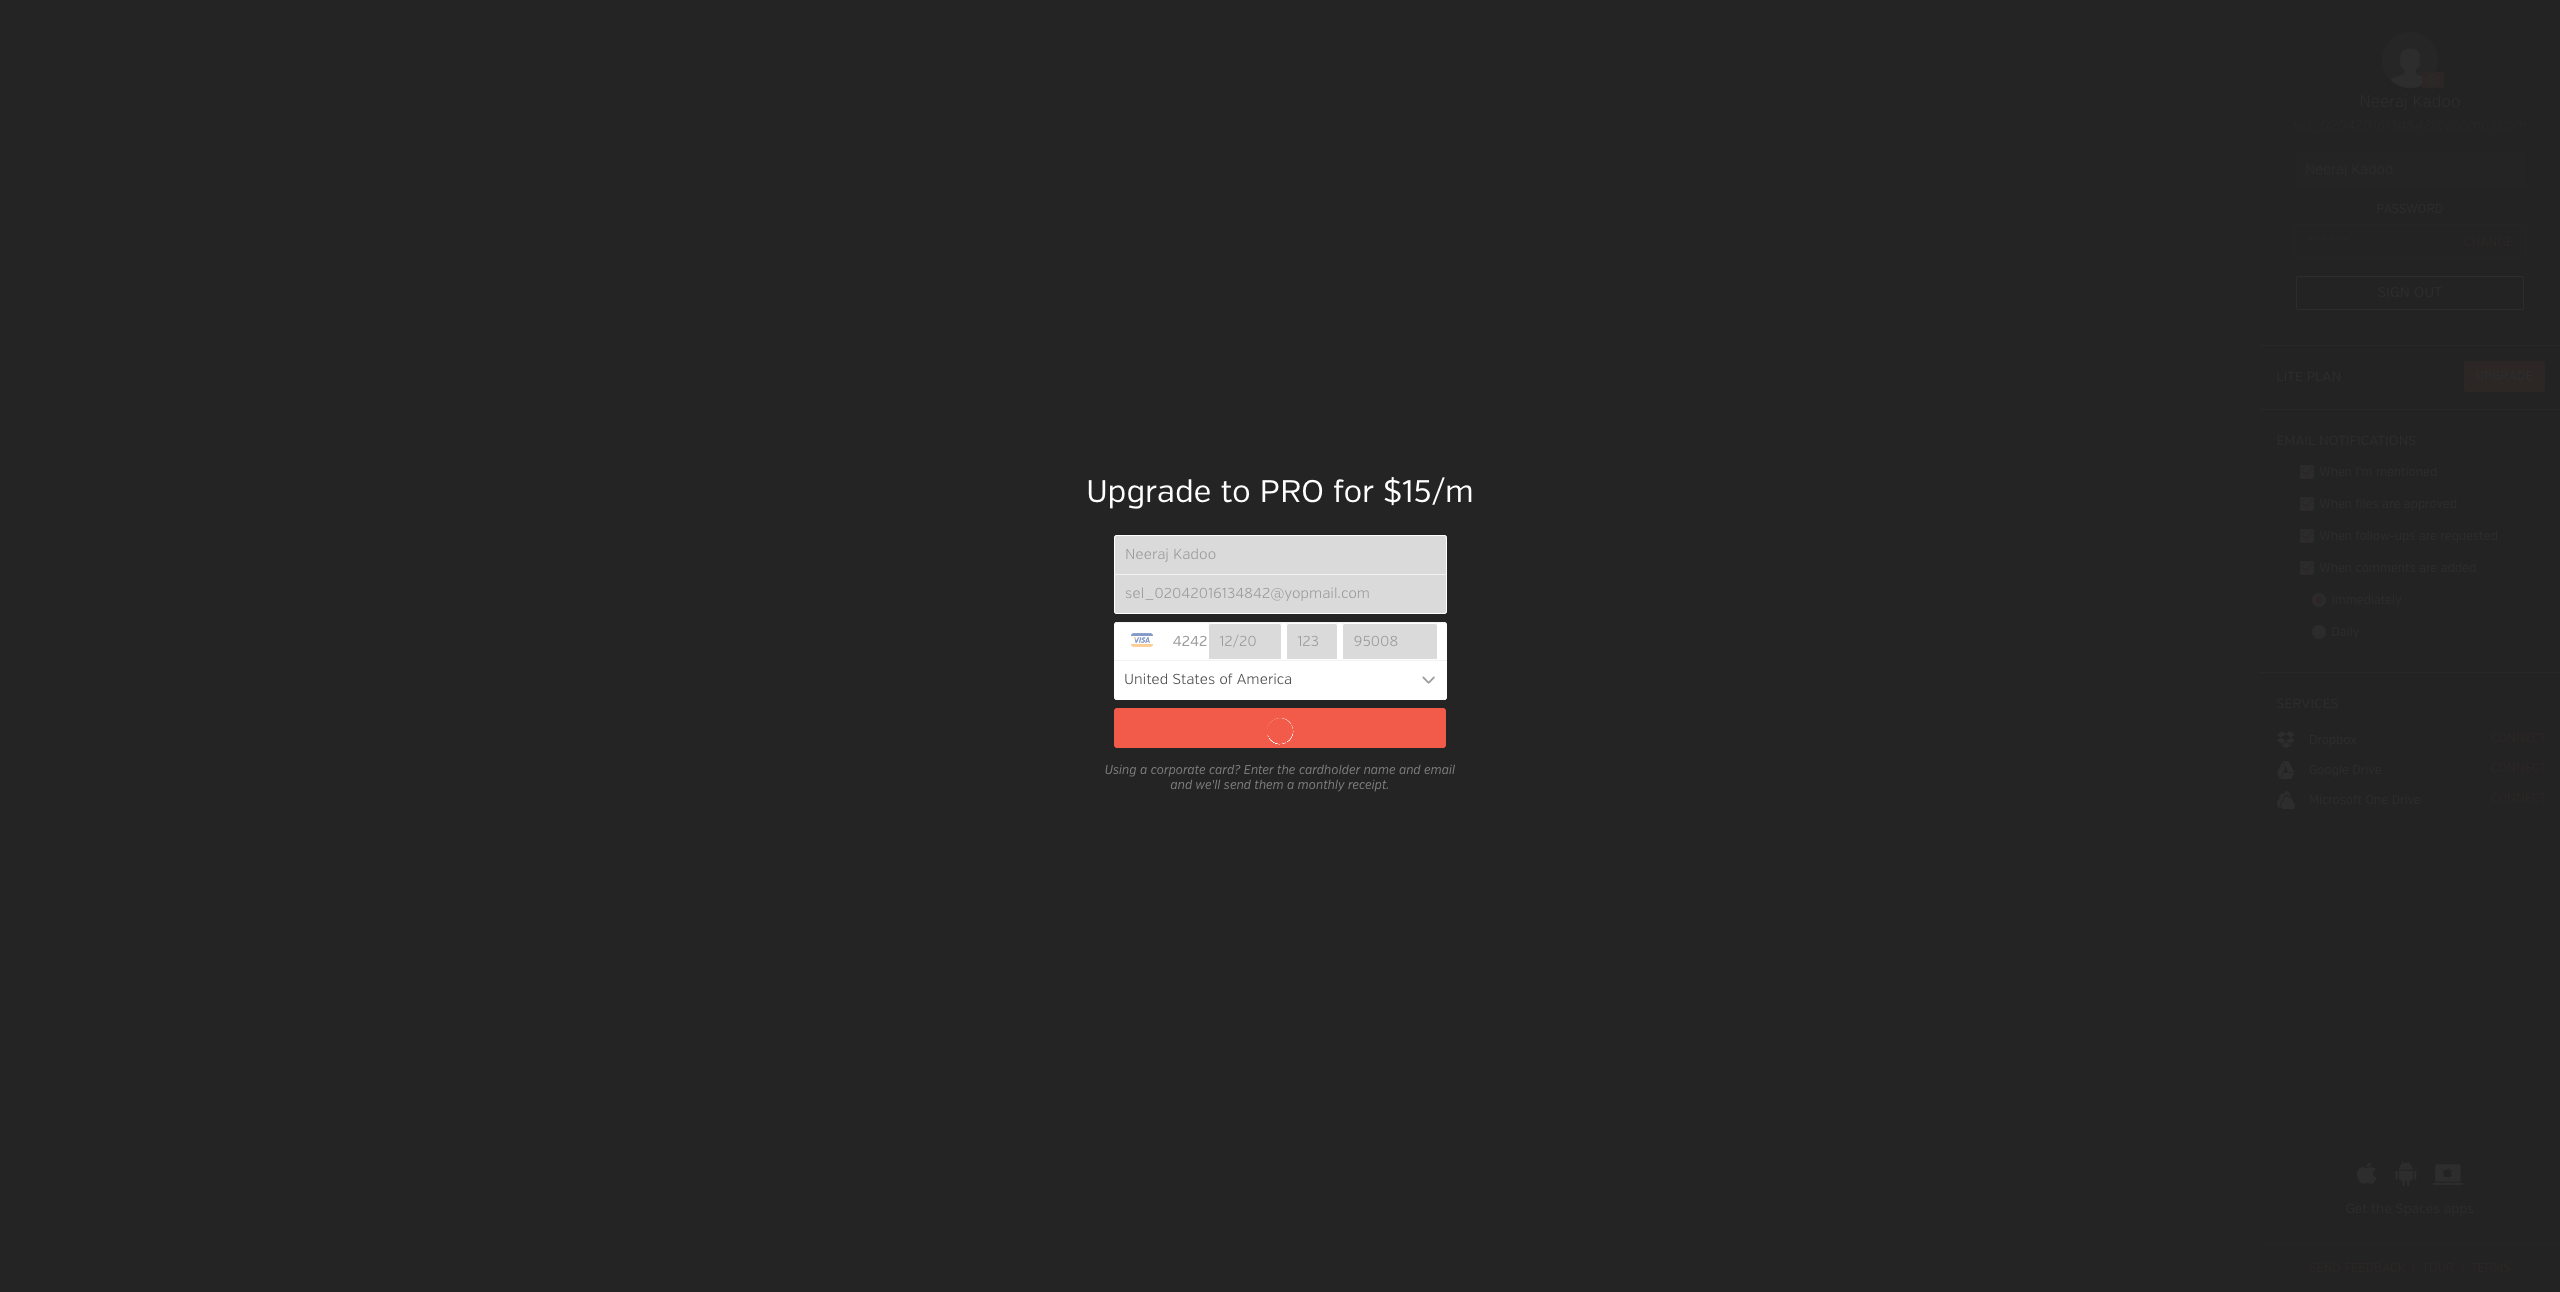 Neeraj Kadoo
Neeraj Kadoo
PASSWORD
SIGN OUT
LITE PLAN
UPGRADE
EMAIL NOTIFICATIONS
When I'm mentioned
When files are approved
When follow-ups are requested
When comments are added
Immediately
Daily
Upgrade to PRO for $15/m
Neeraj Kadoo
sel_02042016134842@yopmail.com
VISA 4242 12/20 123 95008
United States of America
Using a corporate card? Enter the cardholder name and email
and we'll send them a monthly receipt.
SERVICES
Dropbox
Google Drive
Microsoft One Drive
Get the Spaces apps